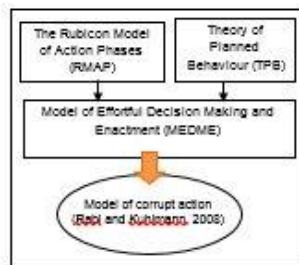 The Rubicon Model
of Action Phases
(RMAP)
Theory of
Planned
Behaviour (TPB)
Model of Effortful Decision Making and
Enactment (MEDME)
Model of corrupt action
(Rabl and Kuhlmann, 2008)